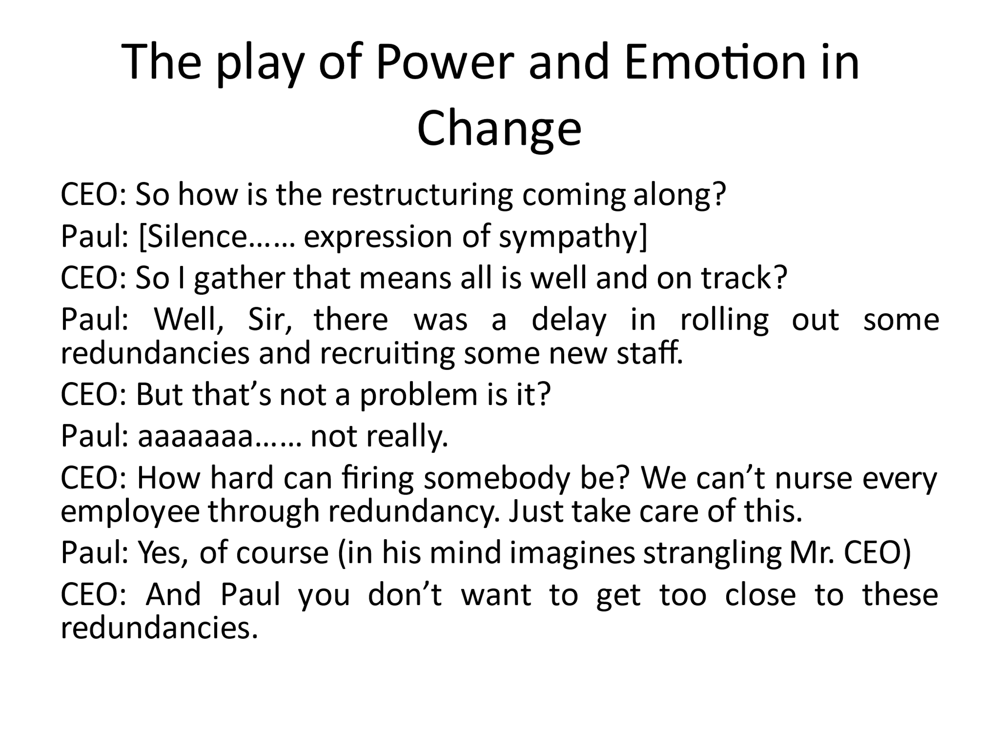 The play of Power and Emotion in
Change
CEO: So how is the restructuring coming along?
Paul: [Silence…… expression of sympathy]
CEO: So I gather that means all is well and on track?
Paul: Well, Sir, there was a delay in rolling out some
redundancies and recruiting some new staff.
CEO: But that’s not a problem is it?
Paul: aaaaaaa…… not really.
CEO: How hard can firing somebody be? We can’t nurse every
employee through redundancy. Just take care of this.
Paul: Yes, of course (in his mind imagines strangling Mr. CEO)
CEO: And Paul you don’t want to get too close to these
redundancies.